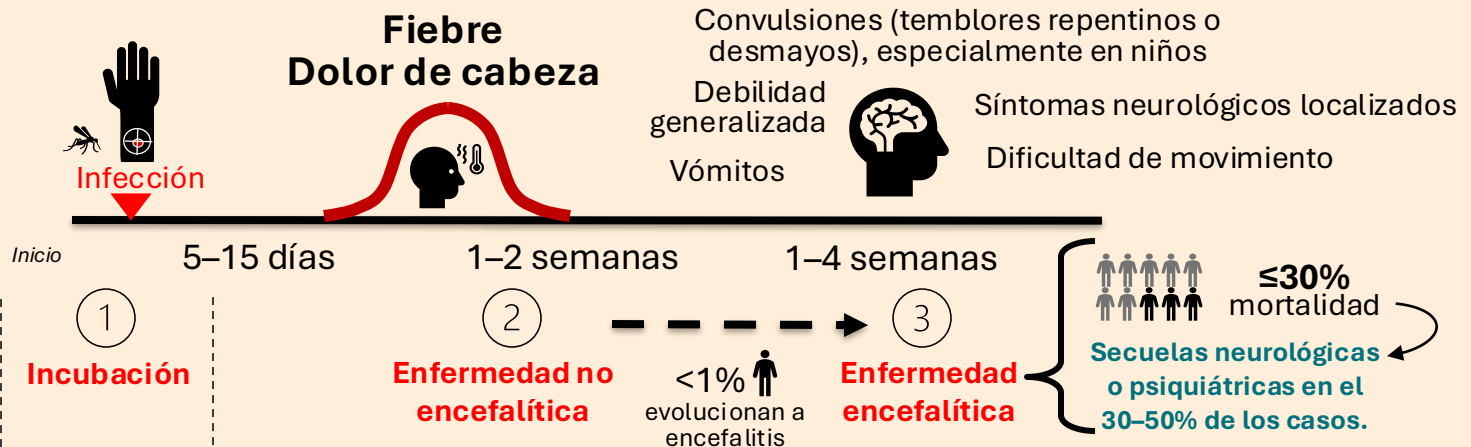 Fiebre
Dolor de cabeza
Convulsiones (temblores repentinos o
desmayos), especialmente en niños
Debilidad
generalizada
Vómitos
Síntomas neurológicos localizados
Dificultad de movimiento
Infección
Inicio
5–15 días
1–2 semanas
1–4 semanas
1
Incubación
2
Enfermedad no
encefalítica
<1%
evolucionan a
encefalitis
3
Enfermedad
encefalítica
≤30%
mortalidad
Secuelas neurológicas
o psiquiátricas en el
30–50% de los casos.